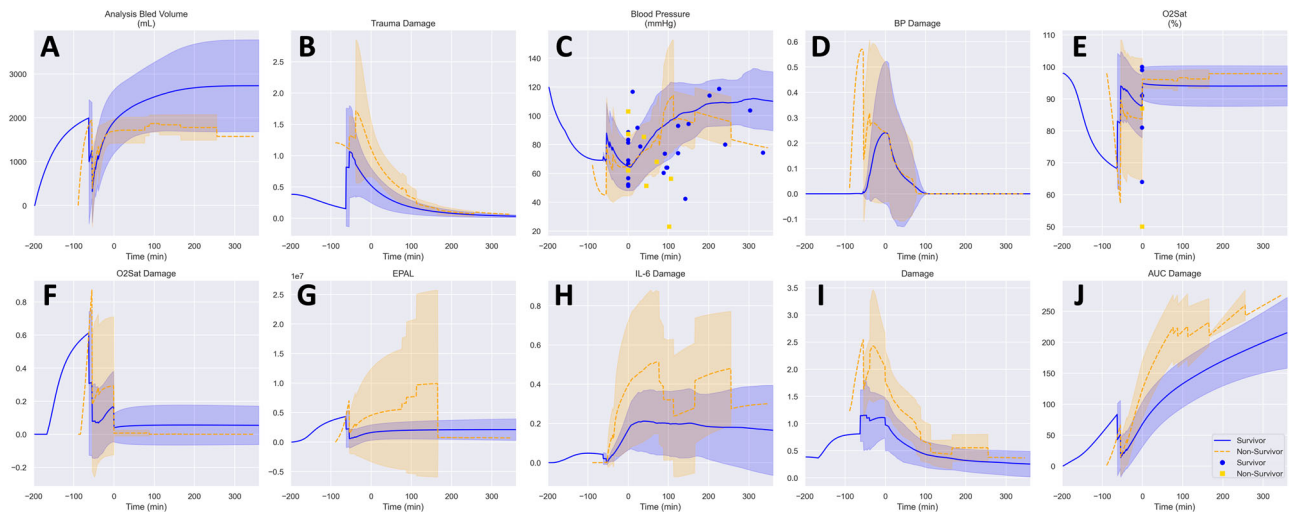 Analysis Bled Volume
(mL)
A
3000
2000
1000
0
−200 −100 0 100 200 300
Time (min)
Trauma Damage
B
2.5
2.0
1.5
1.0
0.5
0.0
−200 −100 0 100 200 300
Time (min)
Blood Pressure
(mmHg)
C
140
120
100
80
60
40
20
−200 −100 0 100 200 300
Time (min)
BP Damage
D
0.6
0.5
0.4
0.3
0.2
0.1
0.0
−0.1
−200 −100 0 100 200 300
Time (min)
O2Sat
(%)
E
110
100
90
80
70
60
50
−200 −100 0 100 200 300
Time (min)
O2Sat Damage
F
0.8
0.6
0.4
0.2
0.0
−0.2
−200 −100 0 100 200 300
Time (min)
EPAL
1e7
G
2.5
2.0
1.5
1.0
0.5
0.0
−0.5
−200 −100 0 100 200 300
Time (min)
IL-6 Damage
H
0.8
0.6
0.4
0.2
0.0
−200 −100 0 100 200 300
Time (min)
Damage
I
3.5
3.0
2.5
2.0
1.5
1.0
0.5
0.0
−200 −100 0 100 200 300
Time (min)
AUC Damage
J
250
200
150
100
50
0
−200 −100 0 100 200 300
Time (min)
Survivor
Non-Survivor
Survivor
Non-Survivor